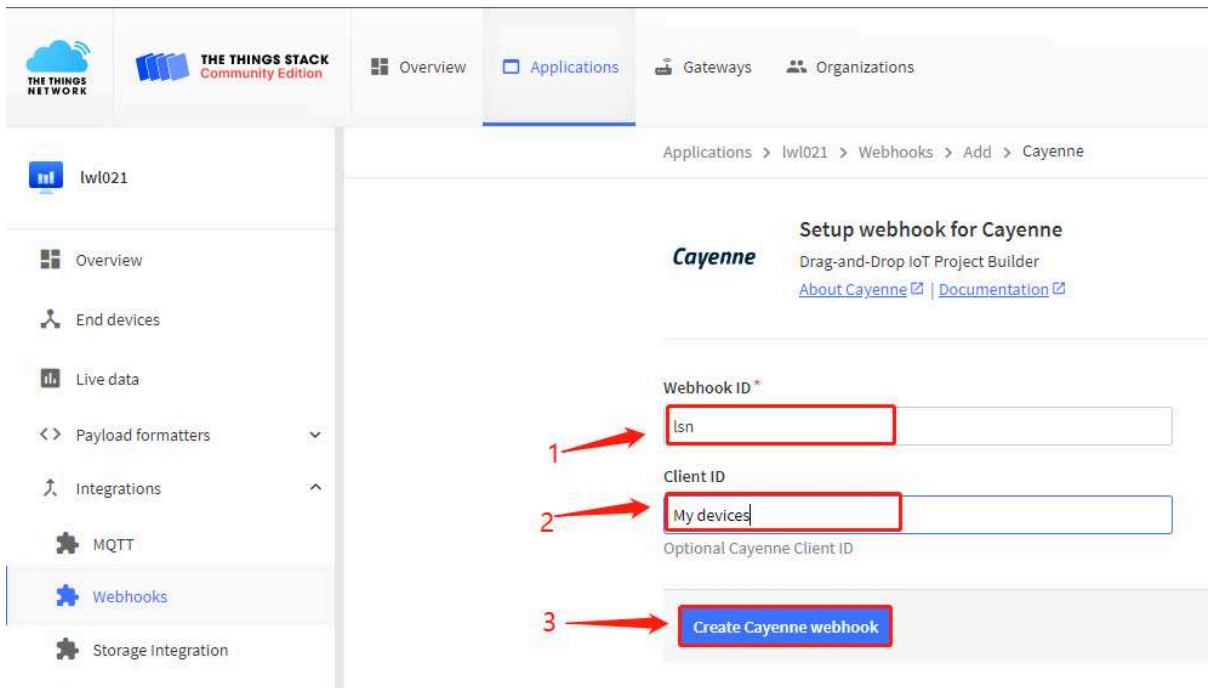 THE THINGS
NETWORK
THE THINGS STACK
Community Edition
Overview
Applications
Gateways
Organizations
lwl021
Overview
End devices
Live data
Payload formatters
Integrations
MQTT
Webhooks
Storage Integration
Applications > lwl021 > Webhooks > Add > Cayenne
Cayenne
Setup webhook for Cayenne
Drag-and-Drop IoT Project Builder
About Cayenne | Documentation
Webhook ID*
1
lsn
Client ID
2
My devices
Optional Cayenne Client ID
3
Create Cayenne webhook